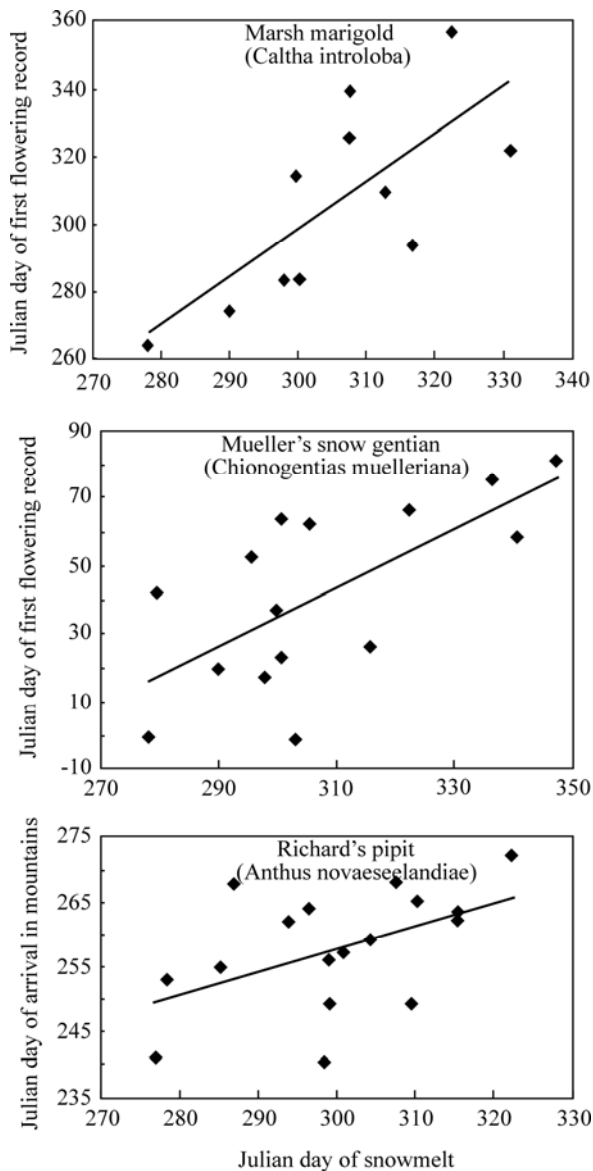 360
Marsh marigold
(Caltha introloba)
340
320
300
280
260
270 280 290 300 310 320 330 340
Julian day of first flowering record
90
Mueller's snow gentian
(Chionogentias muelleriana)
70
50
30
10
-10
270 290 310 330 350
Julian day of first flowering record
275
Richard's pipit
(Anthus novaeseelandiae)
265
255
245
235
270 280 290 300 310 320 330
Julian day of arrival in mountains
Julian day of snowmelt